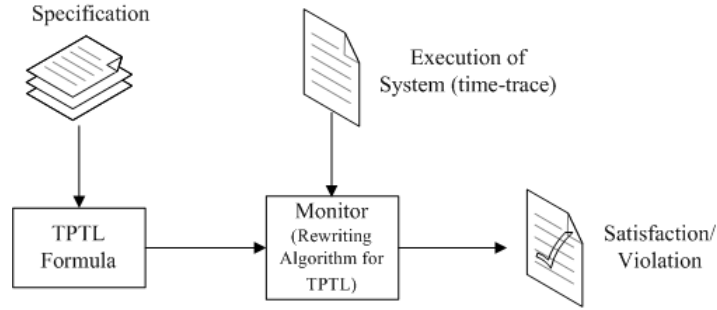 Specification
Execution of
System (time-trace)
TPTL
Formula
Monitor
(Rewriting
Algorithm for
TPTL)
Satisfaction/
Violation